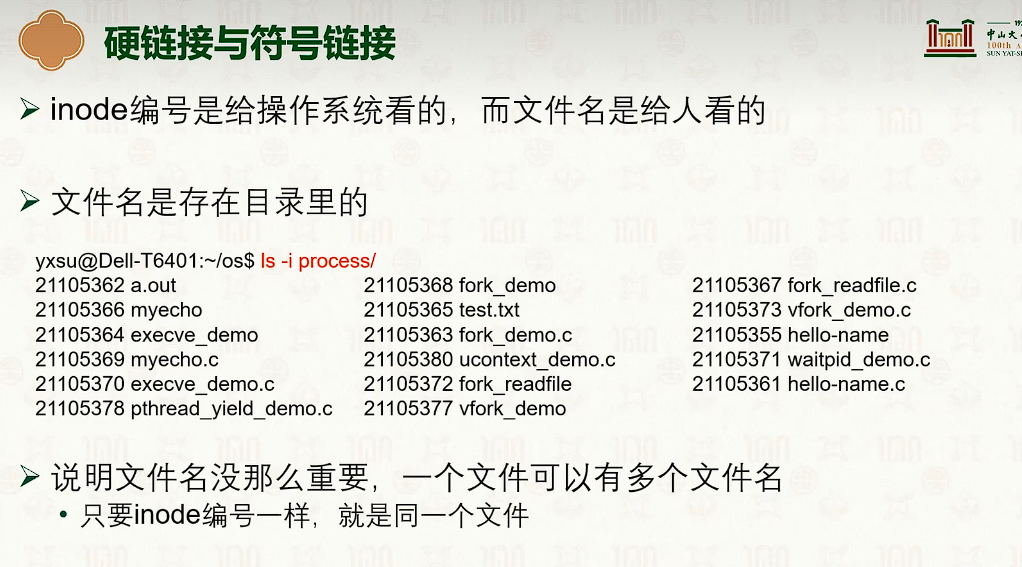 硬链接与符号链接
中山大
100th A
SUN YAT-SE
inode编号是给操作系统看的，而文件名是给人看的
文件名是存在目录里的
yxsu@Dell-T6401:~/os$ ls -i process/
21105362 a.out 21105368 fork_demo 21105367 fork_readfile.c
21105366 myecho 21105365 test.txt 21105373 vfork_demo.c
21105364 execve_demo 21105363 fork_demo.c 21105355 hello-name
21105369 myecho.c 21105380 ucontext_demo.c 21105371 waitpid_demo.c
21105370 execve_demo.c 21105372 fork_readfile 21105361 hello-name.c
21105378 pthread_yield_demo.c 21105377 vfork_demo
说明文件名没那么重要，一个文件可以有多个文件名
• 只要inode编号一样，就是同一个文件